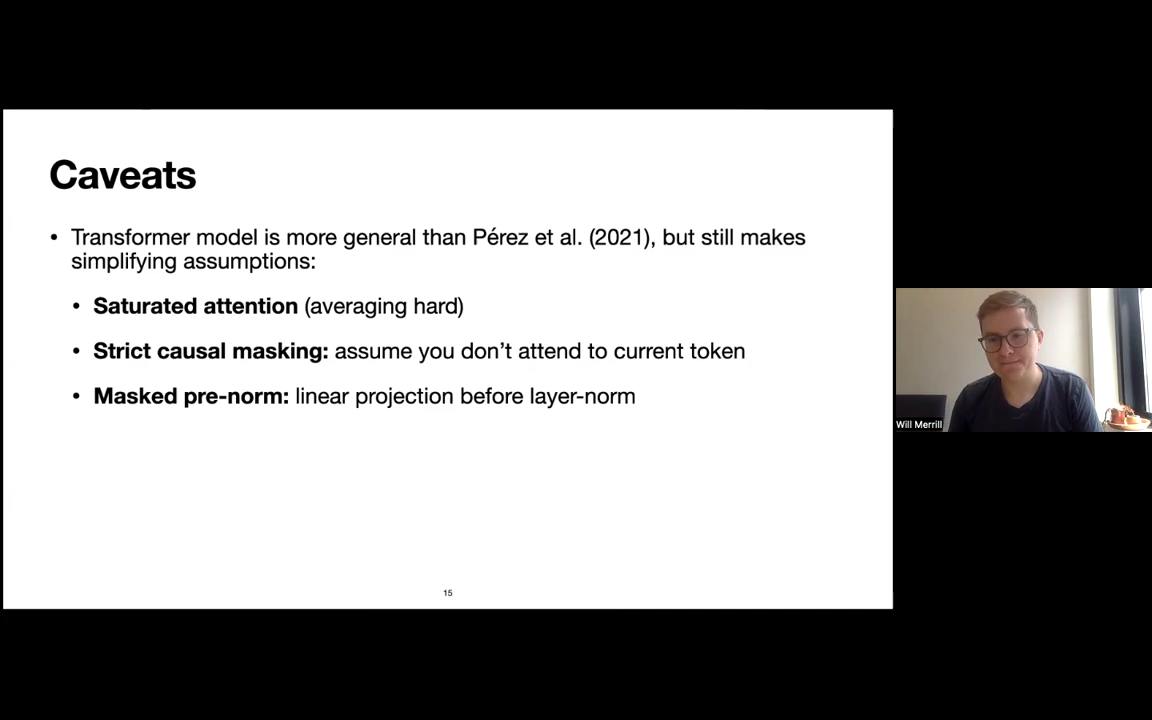 Caveats
• Transformer model is more general than Pérez et al. (2021), but still makes
simplifying assumptions:
• Saturated attention (averaging hard)
• Strict causal masking: assume you don’t attend to current token
• Masked pre-norm: linear projection before layer-norm
15
Will Merrill